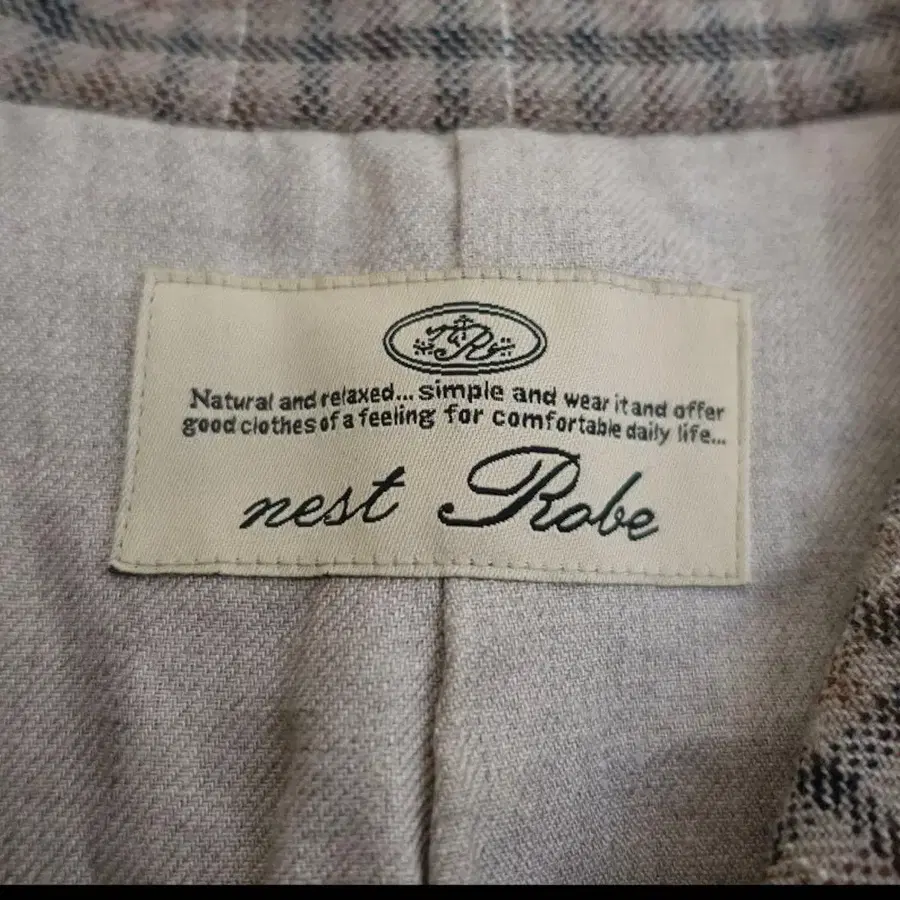 Natural and relaxed... simple and wear it and offer
good clothes of a feeling for comfortable daily life...
nest Robe